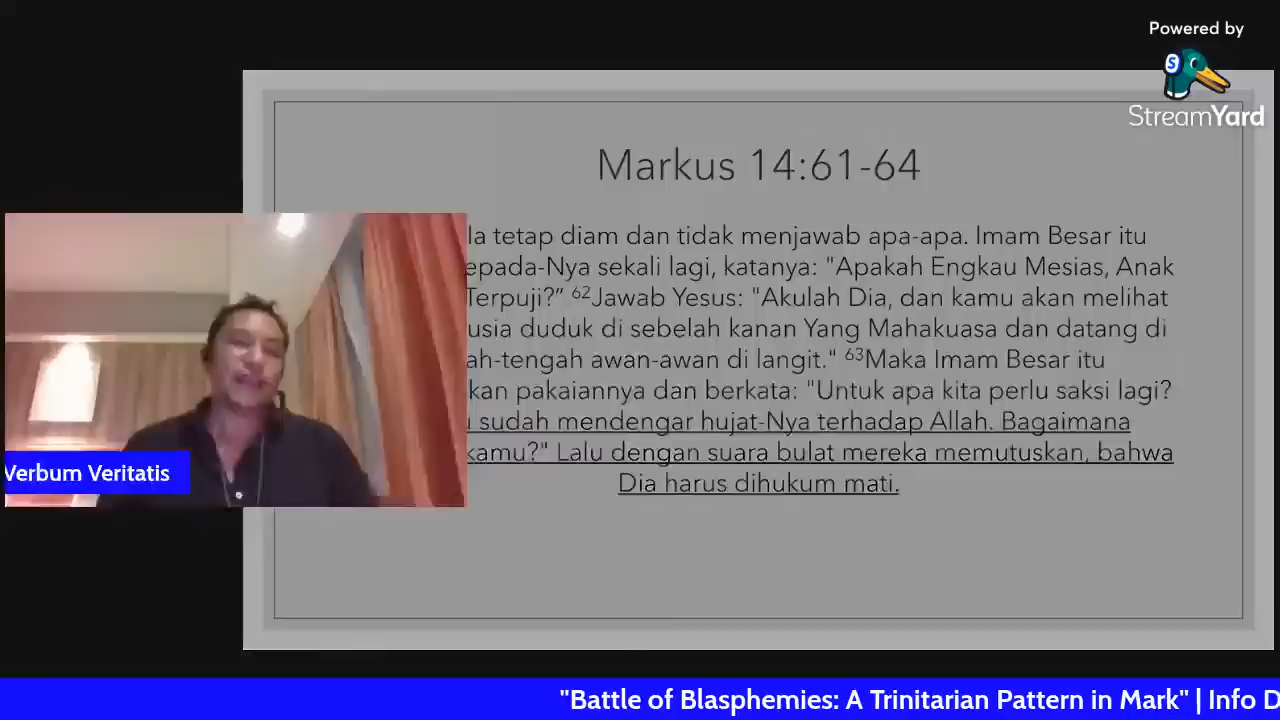 Powered by
StreamYard
Markus 14:61-64
Ia tetap diam dan tidak menjawab apa-apa. Imam Besar itu
epada-Nya sekali lagi, katanya: "Apakah Engkau Mesias, Anak
Terpuji?” ⁶²Jawab Yesus: "Akulah Dia, dan kamu akan melihat
usia duduk di sebelah kanan Yang Mahakuasa dan datang di
ah-tengah awan-awan di langit." ⁶³Maka Imam Besar itu
kan pakaiannya dan berkata: "Untuk apa kita perlu saksi lagi?
sudah mendengar hujat-Nya terhadap Allah. Bagaimana
kamu?" Lalu dengan suara bulat mereka memutuskan, bahwa
Dia harus dihukum mati.
Verbum Veritatis
"Battle of Blasphemies: A Trinitarian Pattern in Mark" | Info D